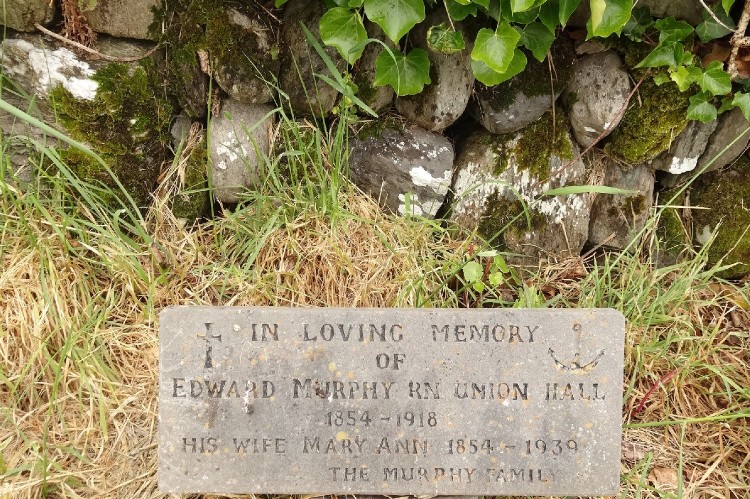 IN LOVING MEMORY
OF
EDWARD MURPHY RN UNION HALL
1854 - 1918
HIS WIFE MARY ANN 1854 - 1939
THE MURPHY FAMILY